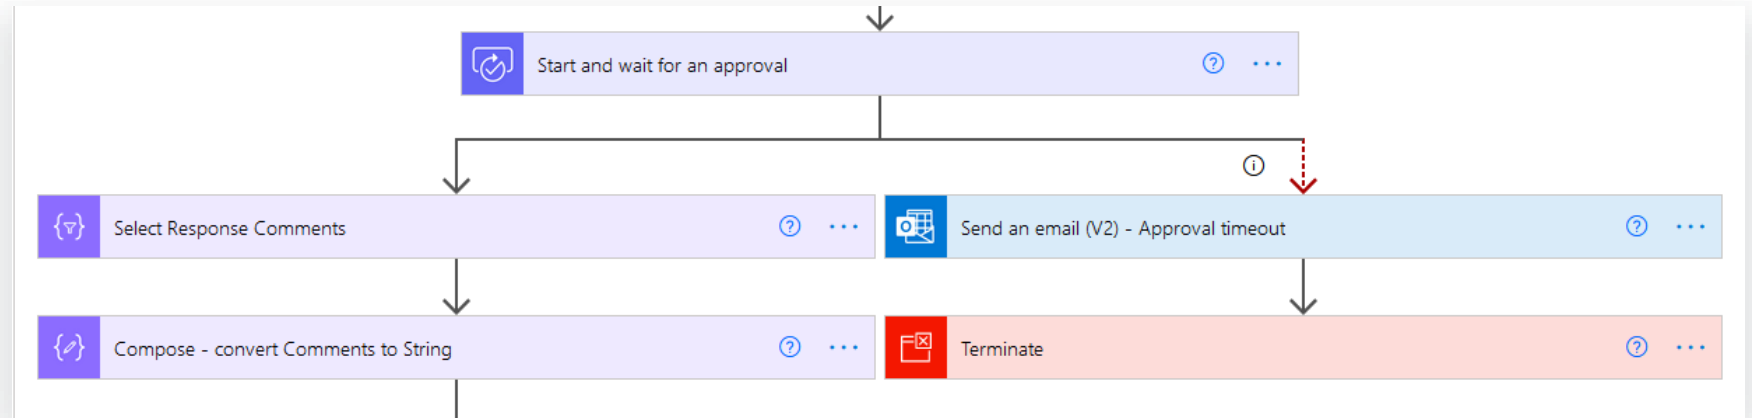 Start and wait for an approval
Select Response Comments
Send an email (V2) - Approval timeout
Compose - convert Comments to String
Terminate